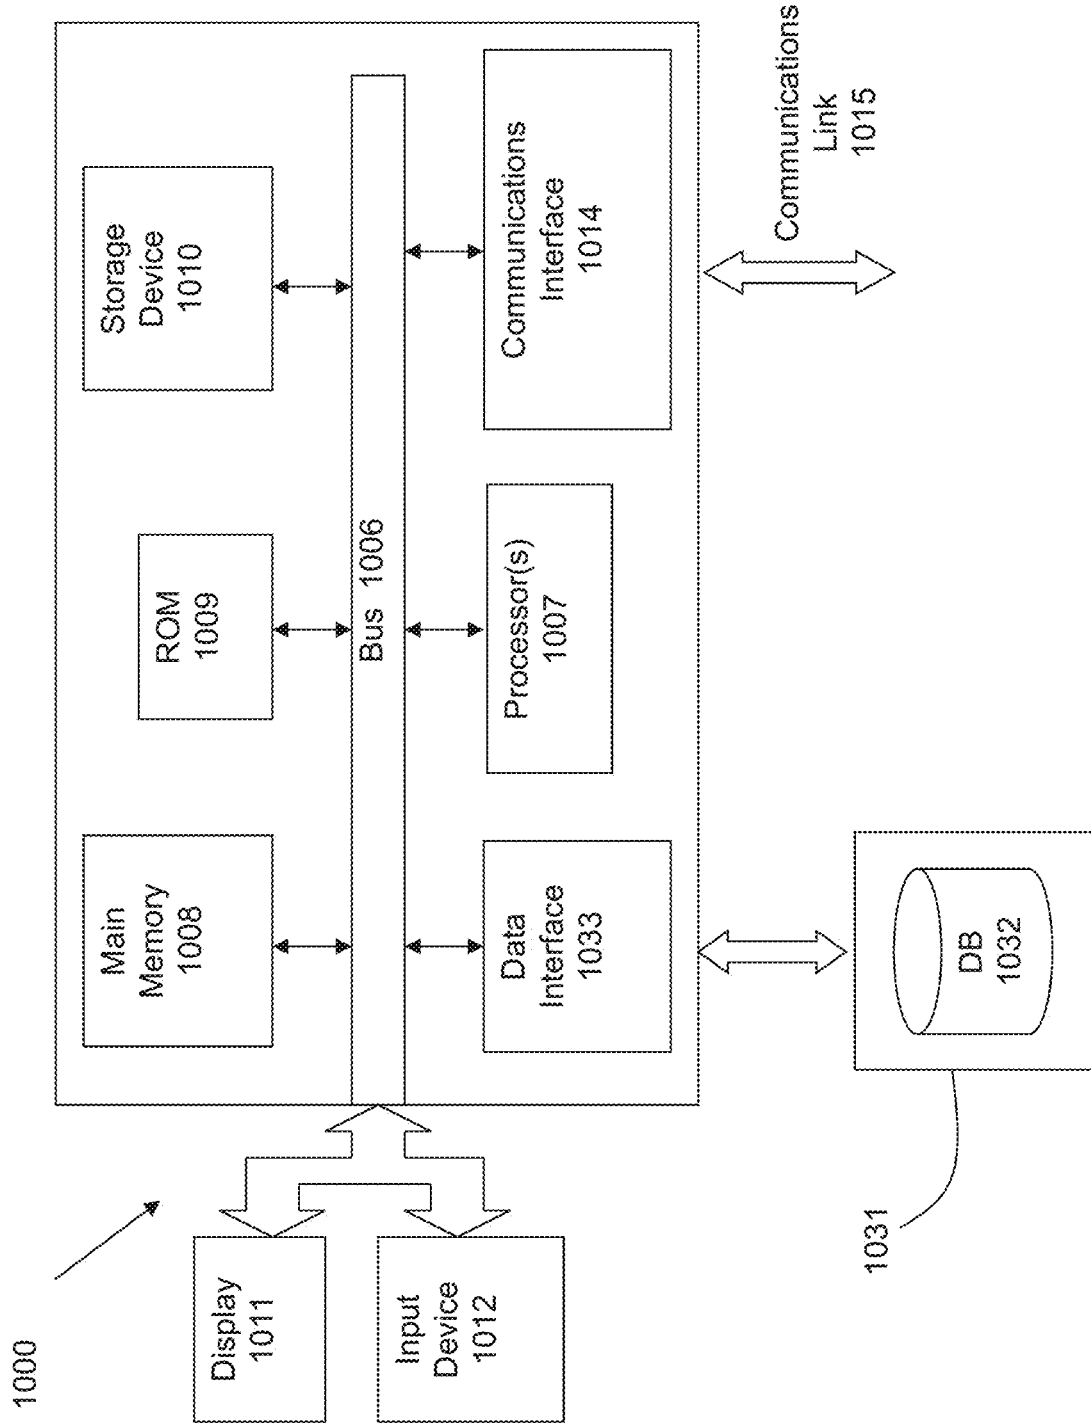 1000
Display
1011
Input
Device
1012
Main
Memory
1008
ROM
1009
Storage
Device
1010
Bus 1006
Data
Interface
1033
Processor(s)
1007
Communications
Interface
1014
1031
DB
1032
Communications
Link
1015